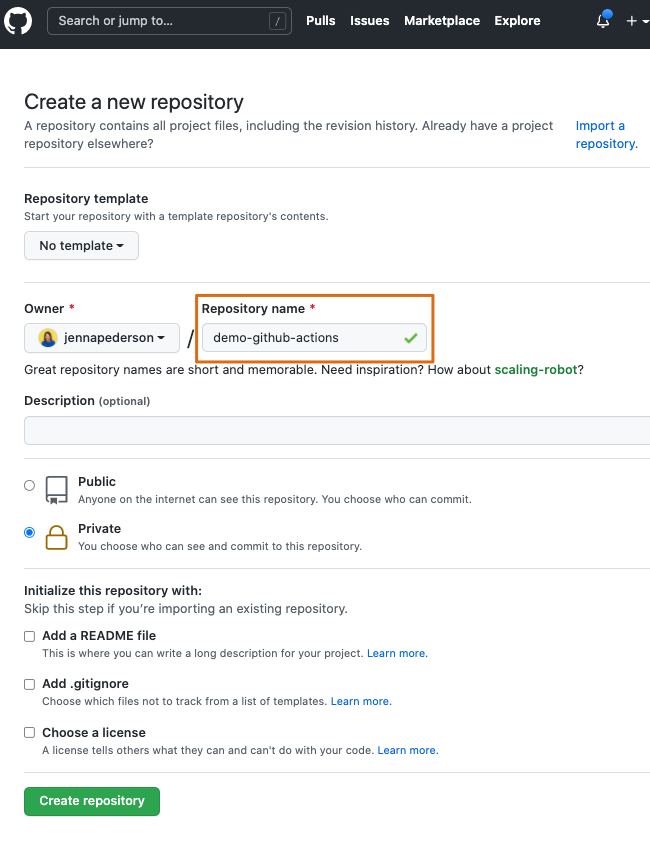 Search or jump to... / Pulls Issues Marketplace Explore
Create a new repository
A repository contains all project files, including the revision history. Already have a project
repository elsewhere?
Import a
repository.
Repository template
Start your repository with a template repository's contents.
No template
Owner * Repository name *
jennapederson / demo-github-actions
Great repository names are short and memorable. Need inspiration? How about scaling-robot?
Description (optional)
Public
Anyone on the internet can see this repository. You choose who can commit.
Private
You choose who can see and commit to this repository.
Initialize this repository with:
Skip this step if you’re importing an existing repository.
Add a README file
This is where you can write a long description for your project. Learn more.
Add .gitignore
Choose which files not to track from a list of templates. Learn more.
Choose a license
A license tells others what they can and can't do with your code. Learn more.
Create repository